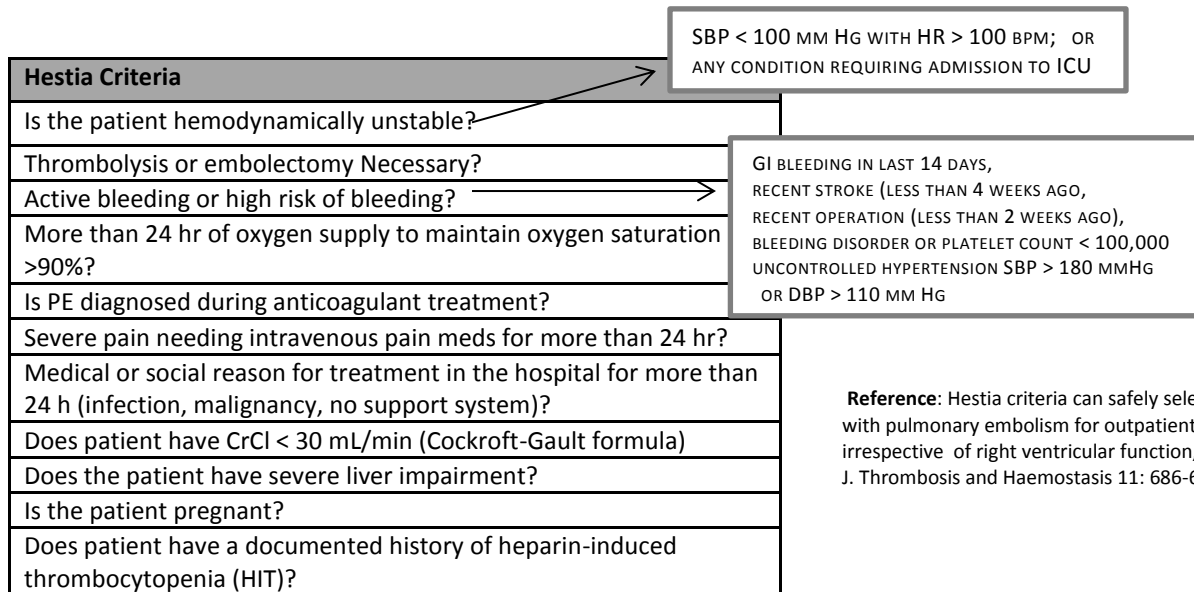 SBP < 100 MM HG WITH HR > 100 BPM; OR
ANY CONDITION REQUIRING ADMISSION TO ICU
Hestia Criteria
Is the patient hemodynamically unstable?
Thrombolysis or embolectomy Necessary?
Active bleeding or high risk of bleeding?
More than 24 hr of oxygen supply to maintain oxygen saturation
>90%?
Is PE diagnosed during anticoagulant treatment?
Severe pain needing intravenous pain meds for more than 24 hr?
Medical or social reason for treatment in the hospital for more than
24 h (infection, malignancy, no support system)?
Does patient have CrCl < 30 mL/min (Cockroft-Gault formula)
Does the patient have severe liver impairment?
Is the patient pregnant?
Does patient have a documented history of heparin-induced
thrombocytopenia (HIT)?
GI BLEEDING IN LAST 14 DAYS,
RECENT STROKE (LESS THAN 4 WEEKS AGO,
RECENT OPERATION (LESS THAN 2 WEEKS AGO),
BLEEDING DISORDER OR PLATELET COUNT < 100,000
UNCONTROLLED HYPERTENSION SBP > 180 MMHG
OR DBP > 110 MM HG
Reference: Hestia criteria can safely sele
with pulmonary embolism for outpatient
irrespective of right ventricular function,
J. Thrombosis and Haemostasis 11: 686-6